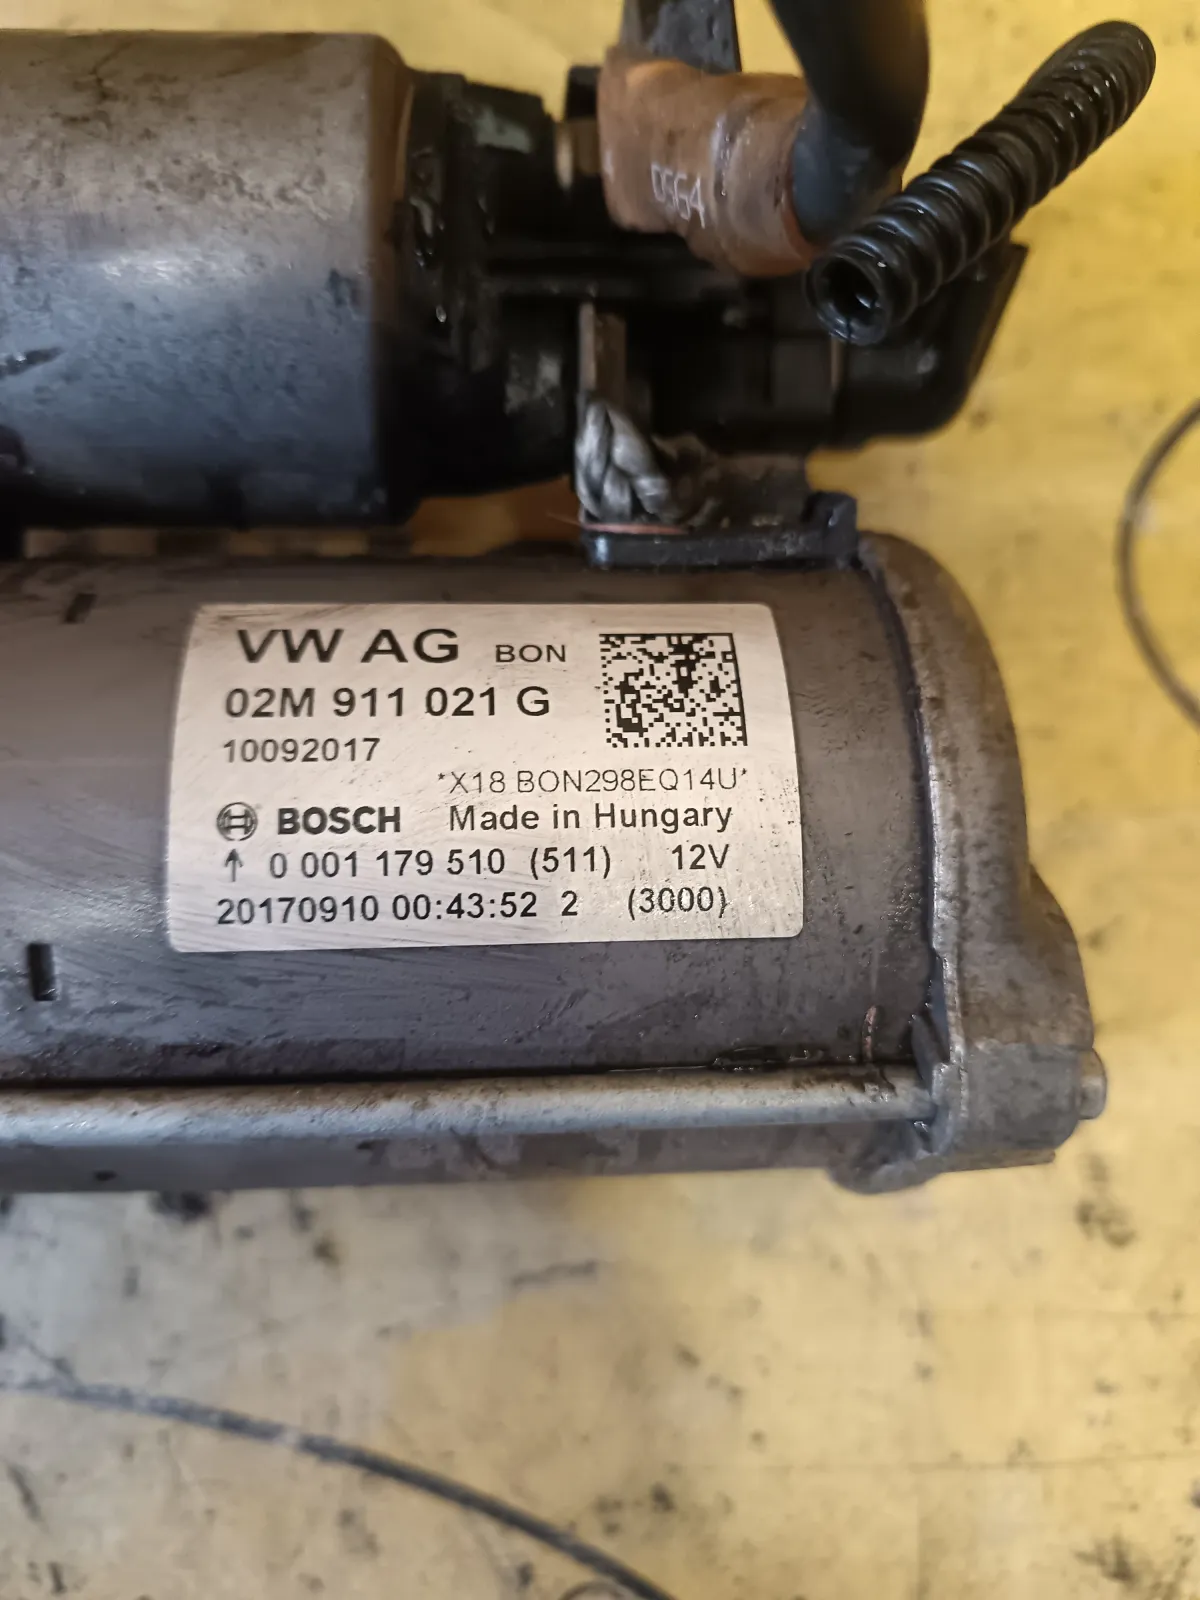 0564
VW AG BON
02M 911 021 G
10092017
*X18 BON298EQ14U*
BOSCH Made in Hungary
↑ 0 001 179 510 (511) 12V
20170910 00:43:52 2 (3000)